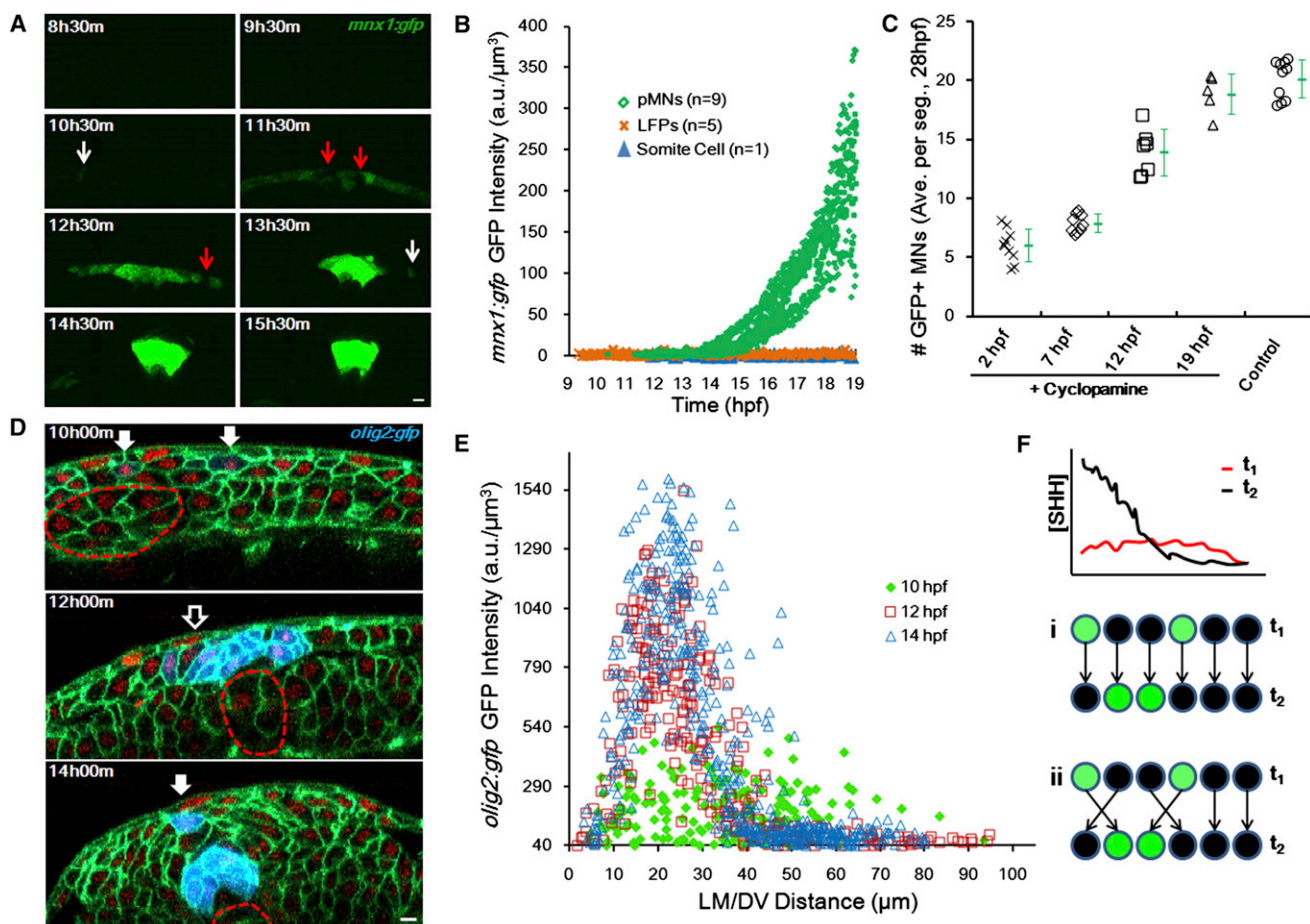 A
8h30m
mnx1:gfp
9h30m
10h30m
11h30m
12h30m
13h30m
14h30m
15h30m
B
mnx1:gfp GFP Intensity (a.u./µm³)
400
350
300
250
200
150
100
50
0
pMNs (n=9)
LFPs (n=5)
Somite Cell (n=1)
9 10 11 12 13 14 15 16 17 18 19
Time (hpf)
C
# GFP+ MNs (Ave. per seg., 28hpf)
25
20
15
10
5
0
2 hpf
7 hpf
12 hpf
19 hpf
Control
+ Cyclopamine
D
10h00m
olig2:gfp
12h00m
14h00m
E
olig2:gfp GFP Intensity (a.u./µm³)
1540
1290
1040
790
540
290
40
10 hpf
12 hpf
14 hpf
0 10 20 30 40 50 60 70 80 90 100
LM/DV Distance (µm)
F
[SHH]
t₁
t₂
i
t₁
t₂
ii
t₁
t₂